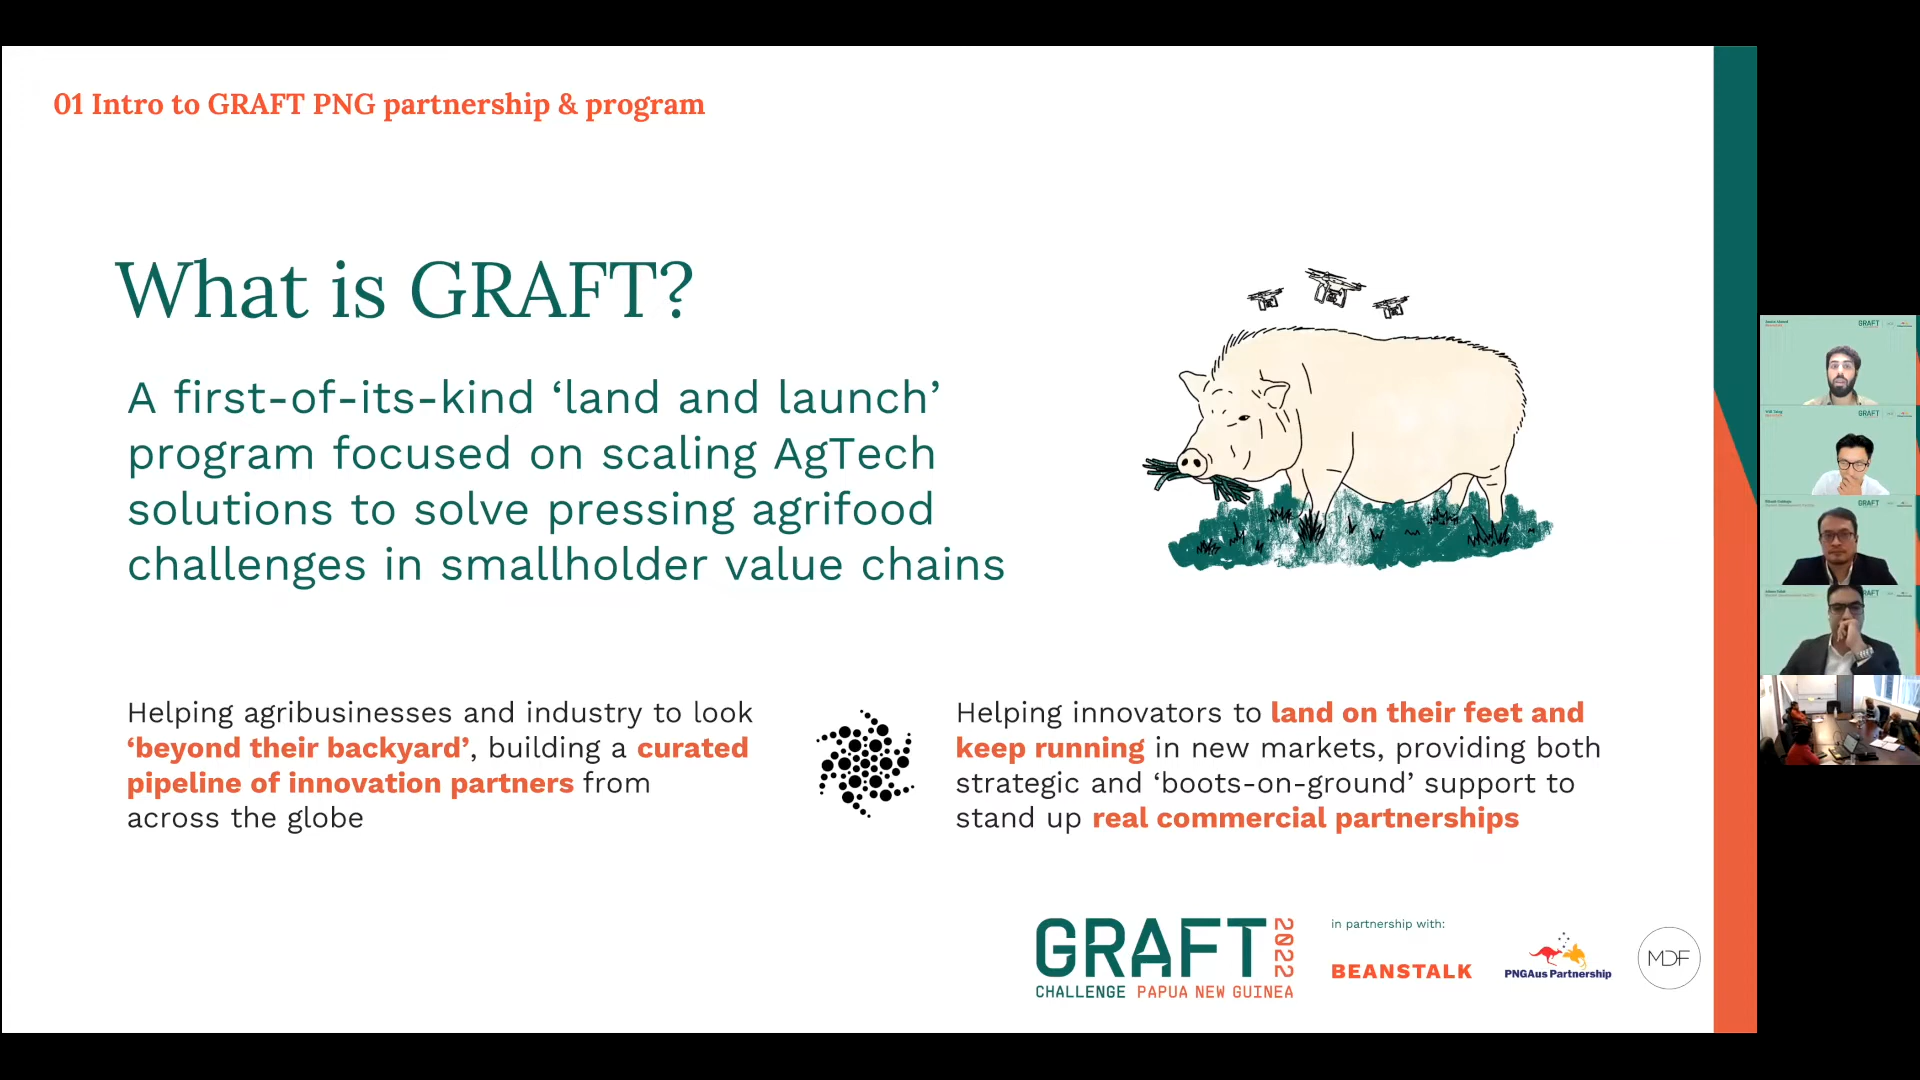 01 Intro to GRAFT PNG partnership & program
What is GRAFT?
A first-of-its-kind ‘land and launch’
program focused on scaling AgTech
solutions to solve pressing agrifood
challenges in smallholder value chains
Helping agribusinesses and industry to look
‘beyond their backyard’, building a curated
pipeline of innovation partners from
across the globe
Helping innovators to land on their feet and
keep running in new markets, providing both
strategic and ‘boots-on-ground’ support to
stand up real commercial partnerships
GRAFT 2022
CHALLENGE PAPUA NEW GUINEA
in partnership with:
BEANSTALK
PNGAus Partnership
MDF
GRAFT
GRAFT
GRAFT